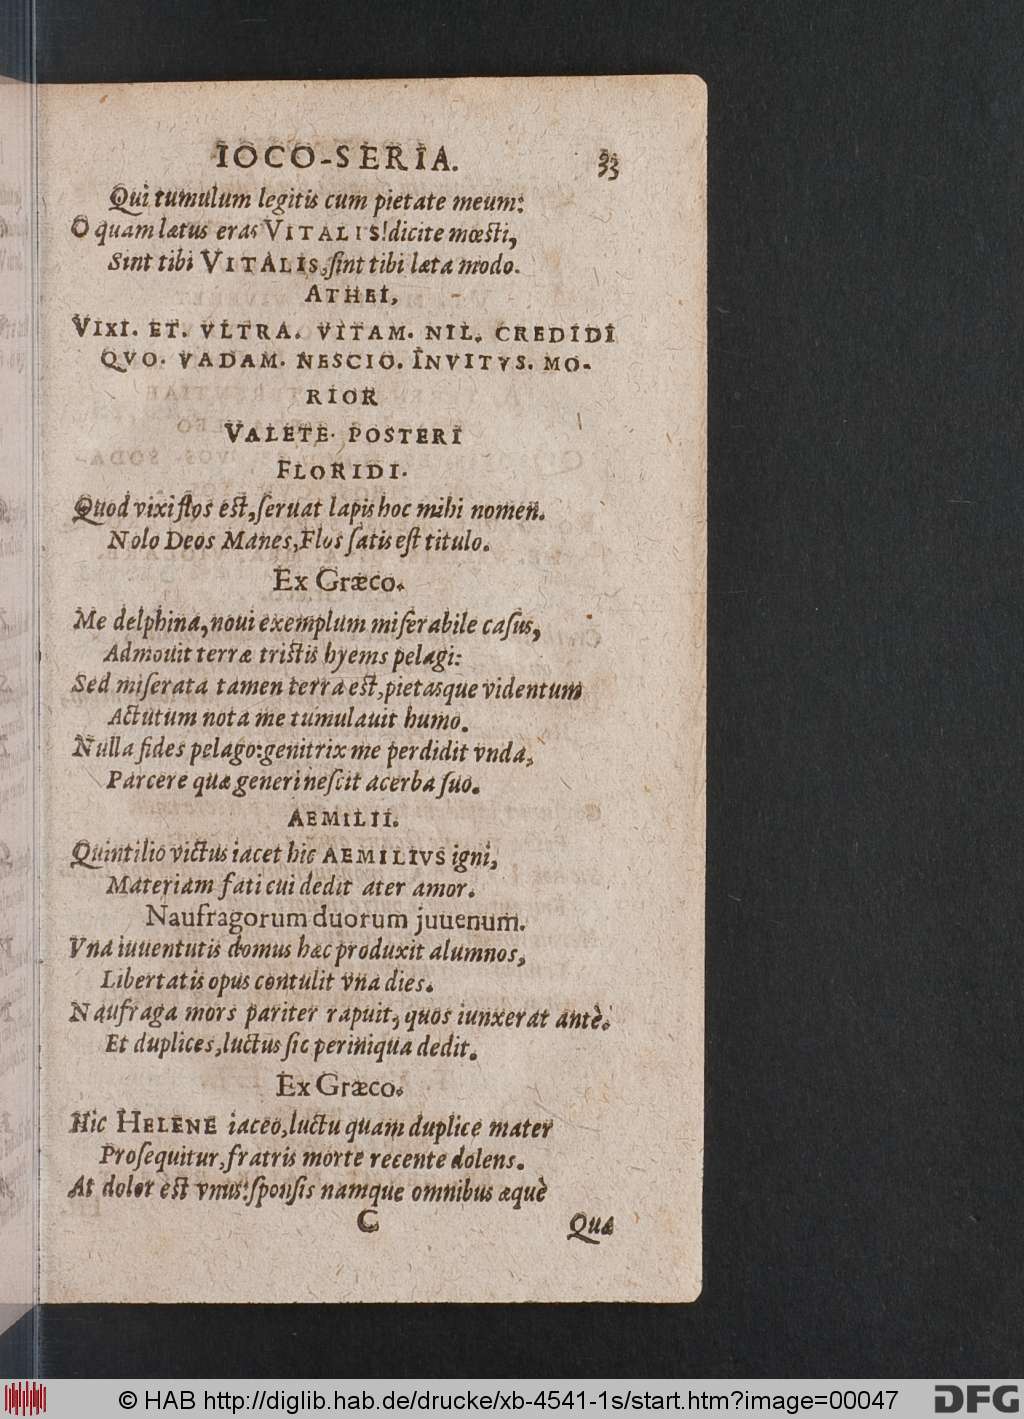 IOCO-SERIA. 33
Qui tumulum legitis cum pietate meum:
O quam lætus eras VITALIS! dicite mœsti,
Sint tibi VITALIS, sint tibi læta modo.
ATHEI,
VIXI. ET. VLTRA. VITAM. NIL. CREDIDI
QVO. VADAM. NESCIO. INVITVS. MO-
RIOR
VALETE. POSTERI
FLORIDI.
Quod vixi flos est, seruat lapis hoc mihi nomen.
Nolo Deos Manes, Flos satis est titulo.
Ex Græco.
Me delphina, noui exemplum miserabile casus,
Admouit terræ tristis hyems pelagi:
Sed miserata tamen terra est, pietasque videntum
Actutum nota me tumulauit humo.
Nulla fides pelago: genitrix me perdidit vnda,
Parcere quæ generi nescit acerba suo.
AEMILII.
Quintilio victus iacet hic AEMILIVS igni,
Materiam fati cui dedit ater amor.
Naufragorum duorum juuenum.
Vna iuuentutis domus hæc produxit alumnos,
Libertatis opus contulit vna dies.
Naufraga mors pariter rapuit, quos iunxerat antè.
Et duplices, luctus sic periniqua dedit.
Ex Græco.
Hic HELENE iaceo, luctu quam duplice mater
Prosequitur, fratris morte recente dolens.
At dolor est vnus: sponsis namque omnibus æquè
C Quæ
© HAB http://diglib.hab.de/drucke/xb-4541-1s/start.htm?image=00047 DFG